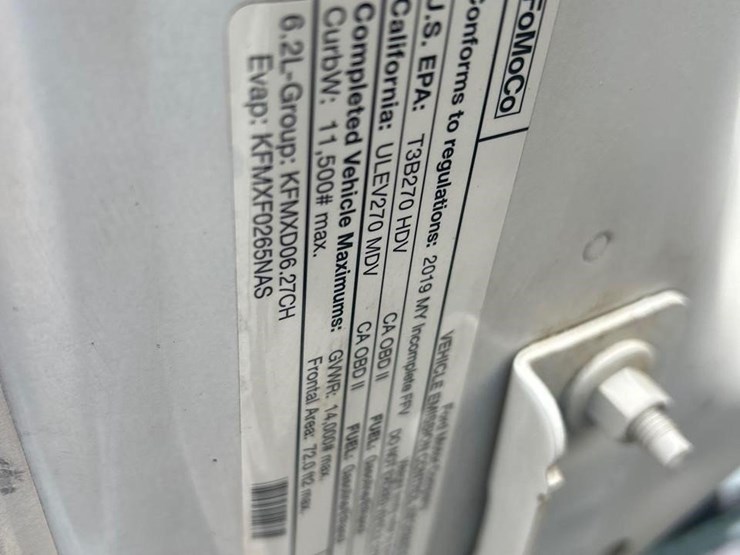 FoMoCo
VEHICLE EMISSION CONTROL
Conforms to regulations: 2019 MY Incomplete PPV
U.S. EPA: T3B270 HDV CA OBD II FUEL:
California: ULEV270 MDV CA OBD II FUEL:
Completed Vehicle Maximums: GVWR: 14,000# max.
CurbW: 11,500# max. Frontal Area: 72.0 ft2 max.
6.2L-Group: KFMXD06.27CH
Evap: KFMXF0265NAS